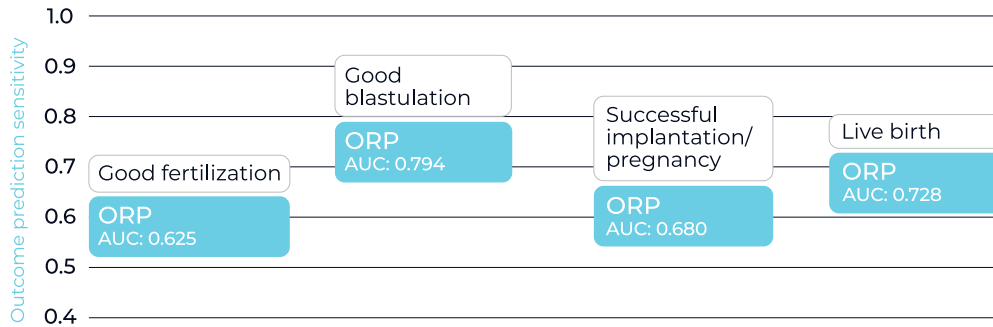 Outcome prediction sensitivity
1.0
0.9
0.8
0.7
0.6
0.5
0.4
Good fertilization
ORP
AUC: 0.625
Good
blastulation
ORP
AUC: 0.794
Successful
implantation/
pregnancy
ORP
AUC: 0.680
Live birth
ORP
AUC: 0.728